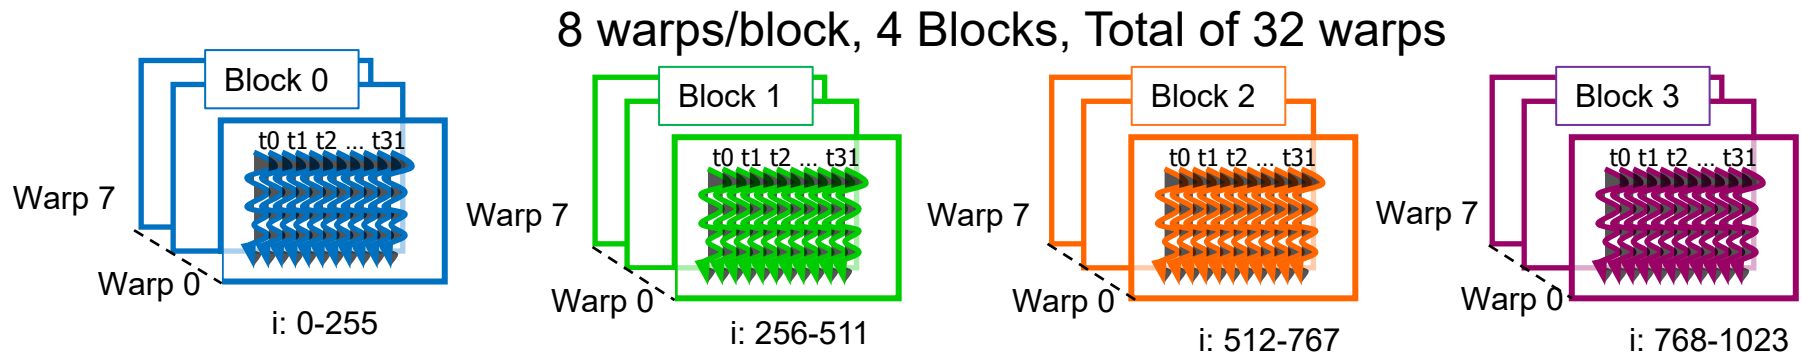 8 warps/block, 4 Blocks, Total of 32 warps
Block 0
t0 t1 t2 ... t31
Warp 7
Warp 0
i: 0-255
Block 1
t0 t1 t2 ... t31
Warp 7
Warp 0
i: 256-511
Block 2
t0 t1 t2 ... t31
Warp 7
Warp 0
i: 512-767
Block 3
t0 t1 t2 ... t31
Warp 7
Warp 0
i: 768-1023